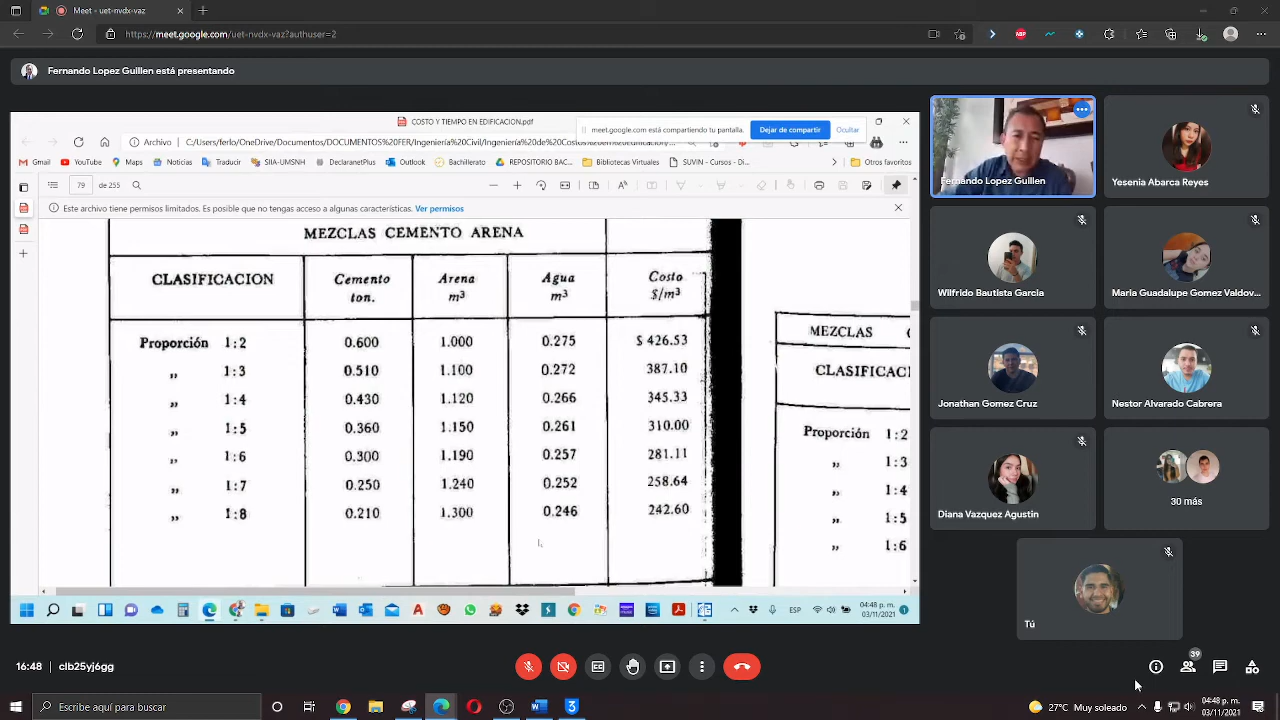 Meet - uet-nvdx-vaz
https://meet.google.com/uet-nvdx-vaz?authuser=2
Fernando Lopez Guillen está presentando
COSTO Y TIEMPO EN EDIFICACION.pdf
meet.google.com está compartiendo tu pantalla.
Dejar de compartir
Ocultar
Archivo
Gmail YouTube Maps Noticias Traducir SIIA-UMSNH DeclaranetPlus Outlook Bachillerato REPOSITORIO BAC... Bibliotecas Virtuales SUVIN - Cursos - Di... Otros favoritos
79 de 255
Este archivo tiene permisos limitados. Es posible que no tengas acceso a algunas características. Ver permisos
MEZCLAS CEMENTO ARENA
CLASIFICACION Cemento ton. Arena m³ Agua m³ Costo $/m³
Proporción 1:2 0.600 1.000 0.275 $ 426.53
,, 1:3 0.510 1.100 0.272 387.10
,, 1:4 0.430 1.120 0.266 345.33
,, 1:5 0.360 1.150 0.261 310.00
,, 1:6 0.300 1.190 0.257 281.11
,, 1:7 0.250 1.240 0.252 258.64
,, 1:8 0.210 1.300 0.246 242.60
MEZCLAS
CLASIFICACI
Proporción 1:2
,, 1:3
,, 1:4
,, 1:5
,, 1:6
ESP
04:48 p. m.
03/11/2021
Fernando Lopez Guillen
Yesenia Abarca Reyes
Wilfrido Bautista Garcia
Maria Guadalupe Gomez Valdov...
Jonathan Gomez Cruz
Nestor Alvarado Cabrera
Diana Vazquez Agustin
30 más
Tú
16:48 clb25yj6gg
39
Escribe aquí para buscar
27°C Muy soleado
04:48 p. m.
03/11/2021